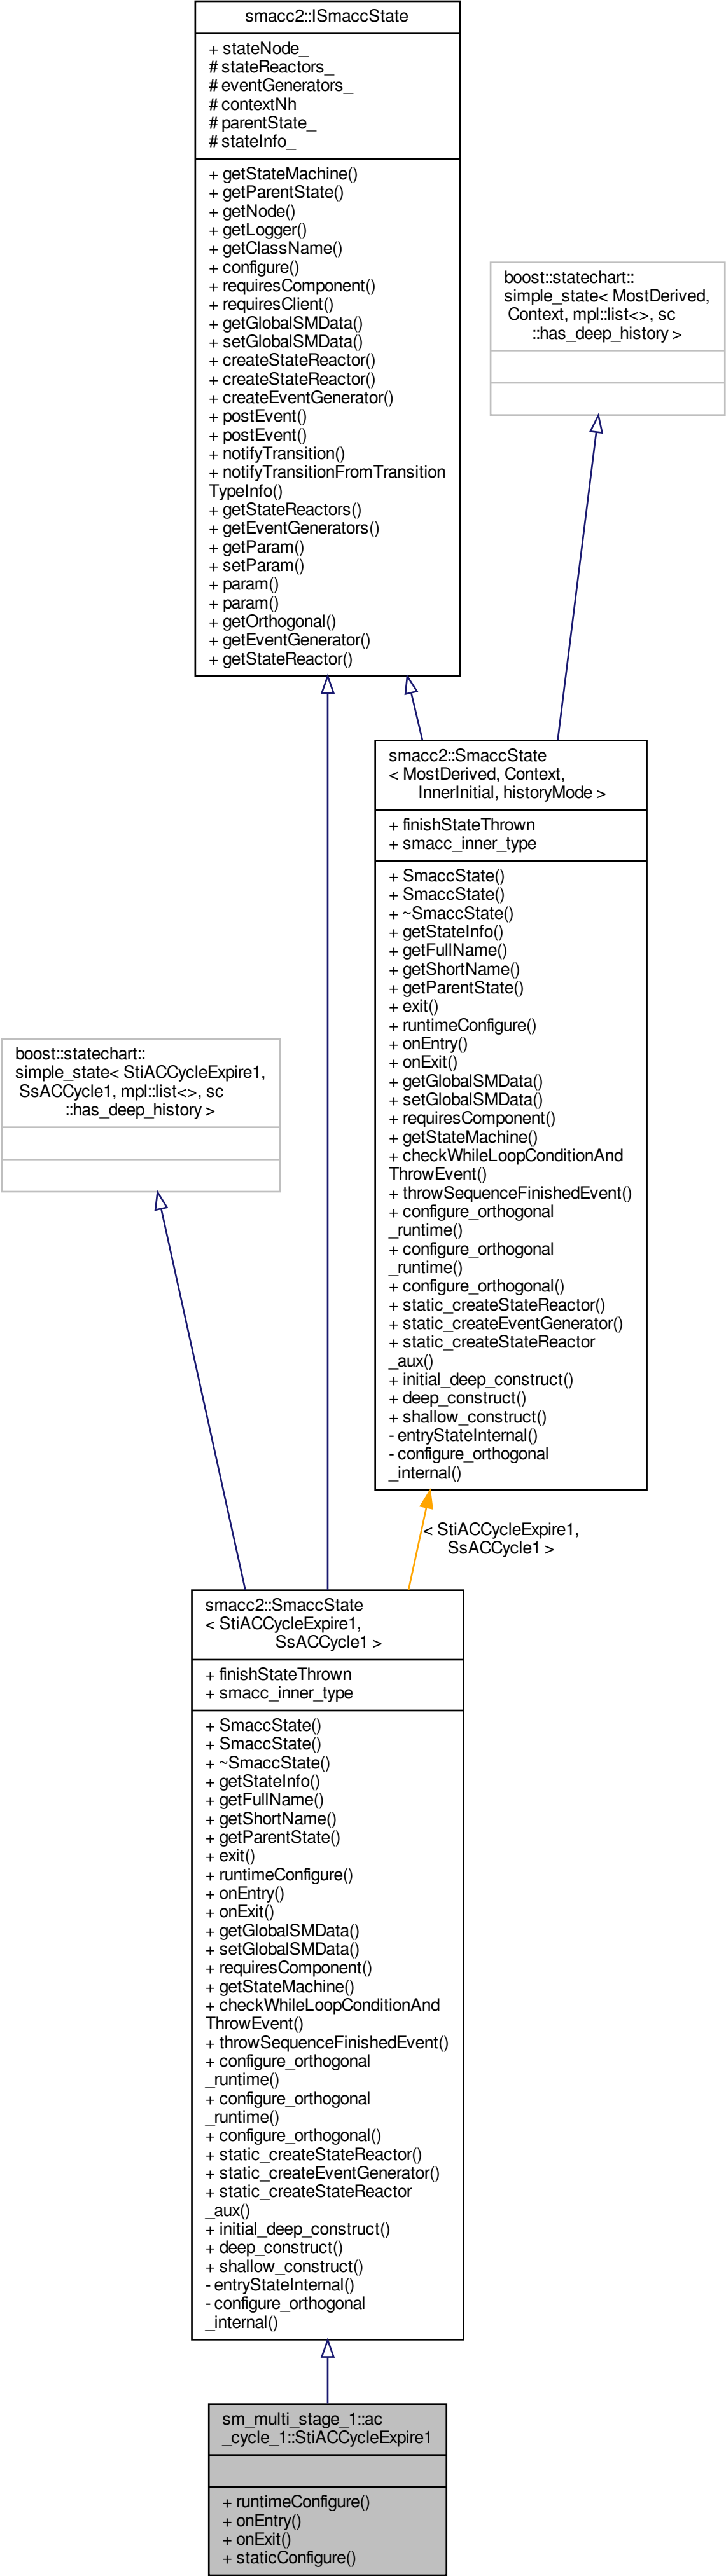 smacc2::ISmaccState
+ stateNode_
# stateReactors_
# eventGenerators_
# contextNh
# parentState_
# stateInfo_
+ getStateMachine()
+ getParentState()
+ getNode()
+ getLogger()
+ getClassName()
+ configure()
+ requiresComponent()
+ requiresClient()
+ getGlobalSMData()
+ setGlobalSMData()
+ createStateReactor()
+ createStateReactor()
+ createEventGenerator()
+ postEvent()
+ postEvent()
+ notifyTransition()
+ notifyTransitionFromTransition
TypeInfo()
+ getStateReactors()
+ getEventGenerators()
+ getParam()
+ setParam()
+ param()
+ param()
+ getOrthogonal()
+ getEventGenerator()
+ getStateReactor()
boost::statechart::
simple_state< MostDerived,
Context, mpl::list<>, sc
::has_deep_history >
smacc2::SmaccState
< MostDerived, Context,
InnerInitial, historyMode >
+ finishStateThrown
+ smacc_inner_type
+ SmaccState()
+ SmaccState()
+ ~SmaccState()
+ getStateInfo()
+ getFullName()
+ getShortName()
+ getParentState()
+ exit()
+ runtimeConfigure()
+ onEntry()
+ onExit()
+ getGlobalSMData()
+ setGlobalSMData()
+ requiresComponent()
+ getStateMachine()
+ checkWhileLoopConditionAnd
ThrowEvent()
+ throwSequenceFinishedEvent()
+ configure_orthogonal
_runtime()
+ configure_orthogonal
_runtime()
+ configure_orthogonal()
+ static_createStateReactor()
+ static_createEventGenerator()
+ static_createStateReactor
_aux()
+ initial_deep_construct()
+ deep_construct()
+ shallow_construct()
- entryStateInternal()
- configure_orthogonal
_internal()
boost::statechart::
simple_state< StiACCycleExpire1,
SsACCycle1, mpl::list<>, sc
::has_deep_history >
< StiACCycleExpire1,
SsACCycle1 >
smacc2::SmaccState
< StiACCycleExpire1,
SsACCycle1 >
+ finishStateThrown
+ smacc_inner_type
+ SmaccState()
+ SmaccState()
+ ~SmaccState()
+ getStateInfo()
+ getFullName()
+ getShortName()
+ getParentState()
+ exit()
+ runtimeConfigure()
+ onEntry()
+ onExit()
+ getGlobalSMData()
+ setGlobalSMData()
+ requiresComponent()
+ getStateMachine()
+ checkWhileLoopConditionAnd
ThrowEvent()
+ throwSequenceFinishedEvent()
+ configure_orthogonal
_runtime()
+ configure_orthogonal
_runtime()
+ configure_orthogonal()
+ static_createStateReactor()
+ static_createEventGenerator()
+ static_createStateReactor
_aux()
+ initial_deep_construct()
+ deep_construct()
+ shallow_construct()
- entryStateInternal()
- configure_orthogonal
_internal()
sm_multi_stage_1::ac
_cycle_1::StiACCycleExpire1
+ runtimeConfigure()
+ onEntry()
+ onExit()
+ staticConfigure()